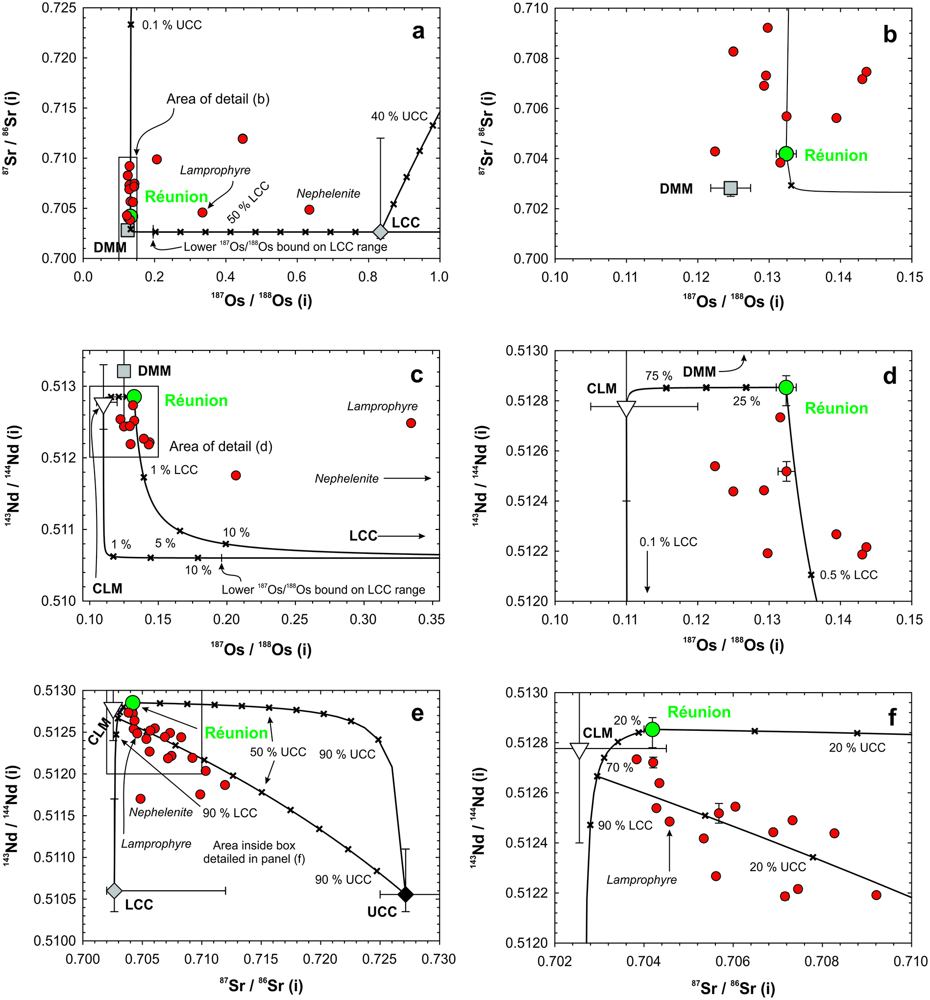 a
0.725
0.720
0.715
0.710
0.705
0.700
87Sr / 86Sr (i)
0.1 % UCC
Area of detail (b)
40 % UCC
Lamprophyre
Nephelenite
Réunion
50 % LCC
LCC
DMM
Lower 187Os/188Os bound on LCC range
0.0 0.2 0.4 0.6 0.8 1.0
187Os / 188Os (i)
b
0.710
0.708
0.706
0.704
0.702
0.700
87Sr / 86Sr (i)
Réunion
DMM
0.10 0.11 0.12 0.13 0.14 0.15
187Os / 188Os (i)
c
0.513
0.512
0.511
0.510
143Nd / 144Nd (i)
DMM
Réunion
Lamprophyre
Area of detail (d)
1 % LCC
Nephelenite
LCC
10 %
1 %
5 %
10 %
CLM
Lower 187Os/188Os bound on LCC range
0.10 0.15 0.20 0.25 0.30 0.35
187Os / 188Os (i)
d
0.5130
0.5128
0.5126
0.5124
0.5122
0.5120
143Nd / 144Nd (i)
75 %
DMM
CLM
25 %
Réunion
0.1 % LCC
0.5 % LCC
0.10 0.11 0.12 0.13 0.14 0.15
187Os / 188Os (i)
e
0.5130
0.5125
0.5120
0.5115
0.5110
0.5105
0.5100
143Nd / 144Nd (i)
CLM
Réunion
50 % UCC
90 % UCC
Nephelenite
90 % LCC
Lamprophyre
Area inside box
detailed in panel (f)
90 % UCC
LCC
UCC
0.700 0.705 0.710 0.715 0.720 0.725 0.730
87Sr / 86Sr (i)
f
0.5130
0.5128
0.5126
0.5124
0.5122
0.5120
143Nd / 144Nd (i)
Réunion
20 %
CLM
20 % UCC
70 %
90 % LCC
20 % UCC
Lamprophyre
0.702 0.704 0.706 0.708 0.710
87Sr / 86Sr (i)